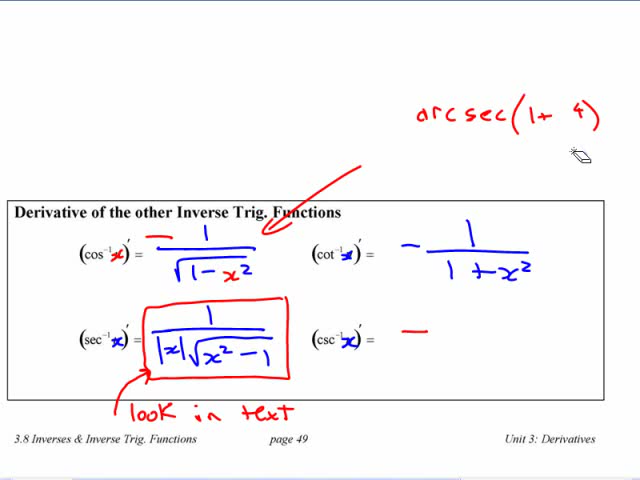 arcsec(1+ 4)
Derivative of the other Inverse Trig. Functions
(cos⁻¹x)' = − 1/√(1−x²)
(cot⁻¹x)' = − 1/(1+x²)
(sec⁻¹x)' = 1/(|x|√(x²−1))
(csc⁻¹x)' = −
look in text
3.8 Inverses & Inverse Trig. Functions page 49 Unit 3: Derivatives